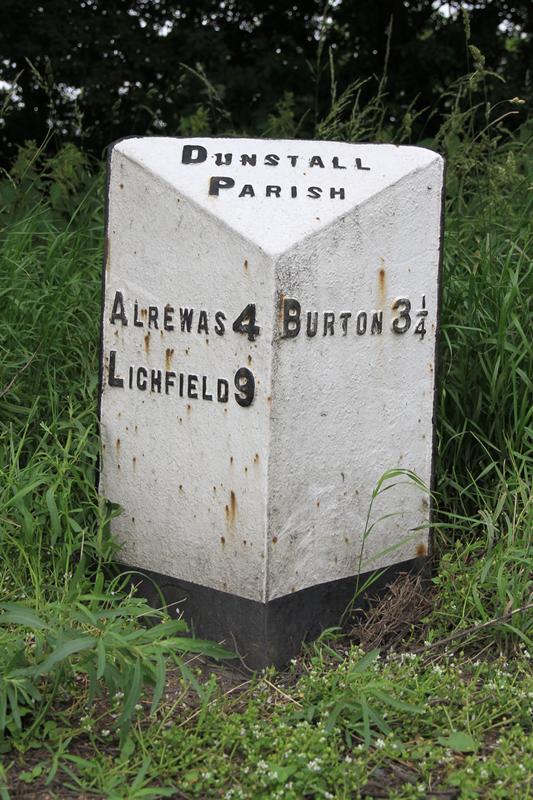 DUNSTALL
PARISH
ALREWAS 4
LICHFIELD 9
BURTON 3¼